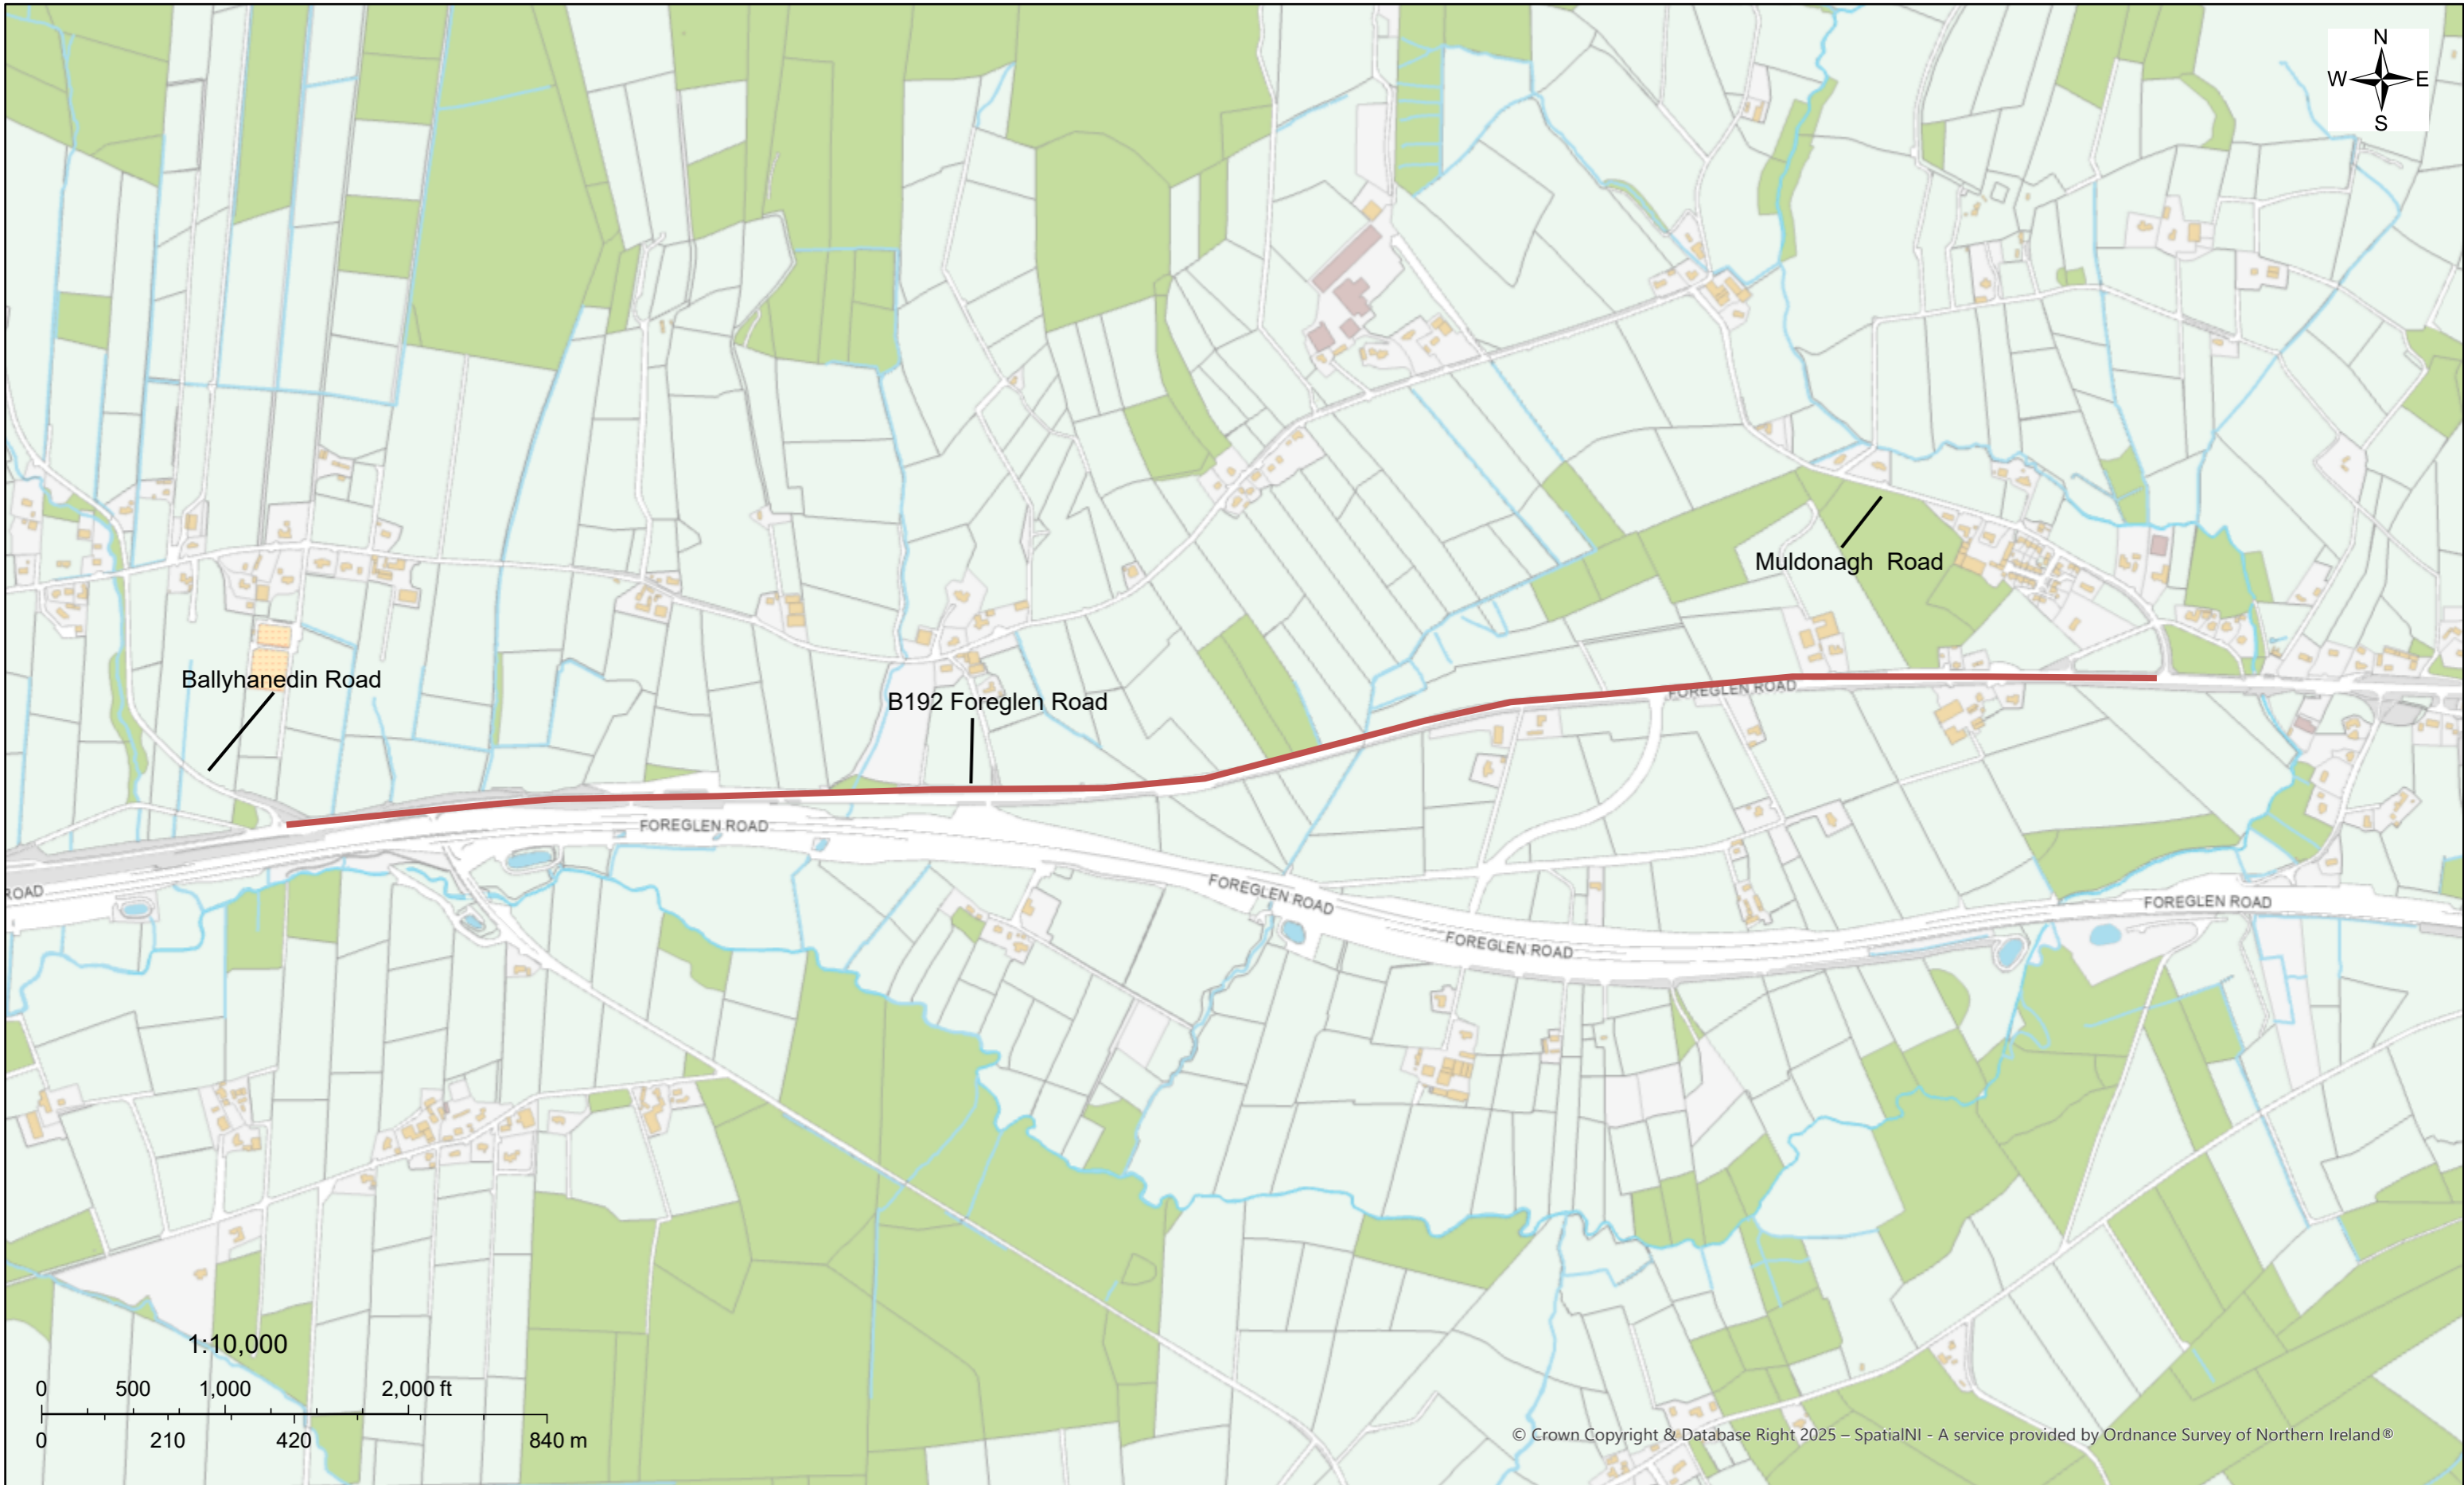 N
W E
S
Muldonagh Road
Ballyhanedin Road
FOREGLEN ROAD
B192 Foreglen Road
FOREGLEN ROAD
ROAD
FOREGLEN ROAD
FOREGLEN ROAD
FOREGLEN ROAD
1:10,000
0 500 1,000 2,000 ft
0 210 420 840 m
© Crown Copyright & Database Right 2025 – SpatialNI - A service provided by Ordnance Survey of Northern Ireland®